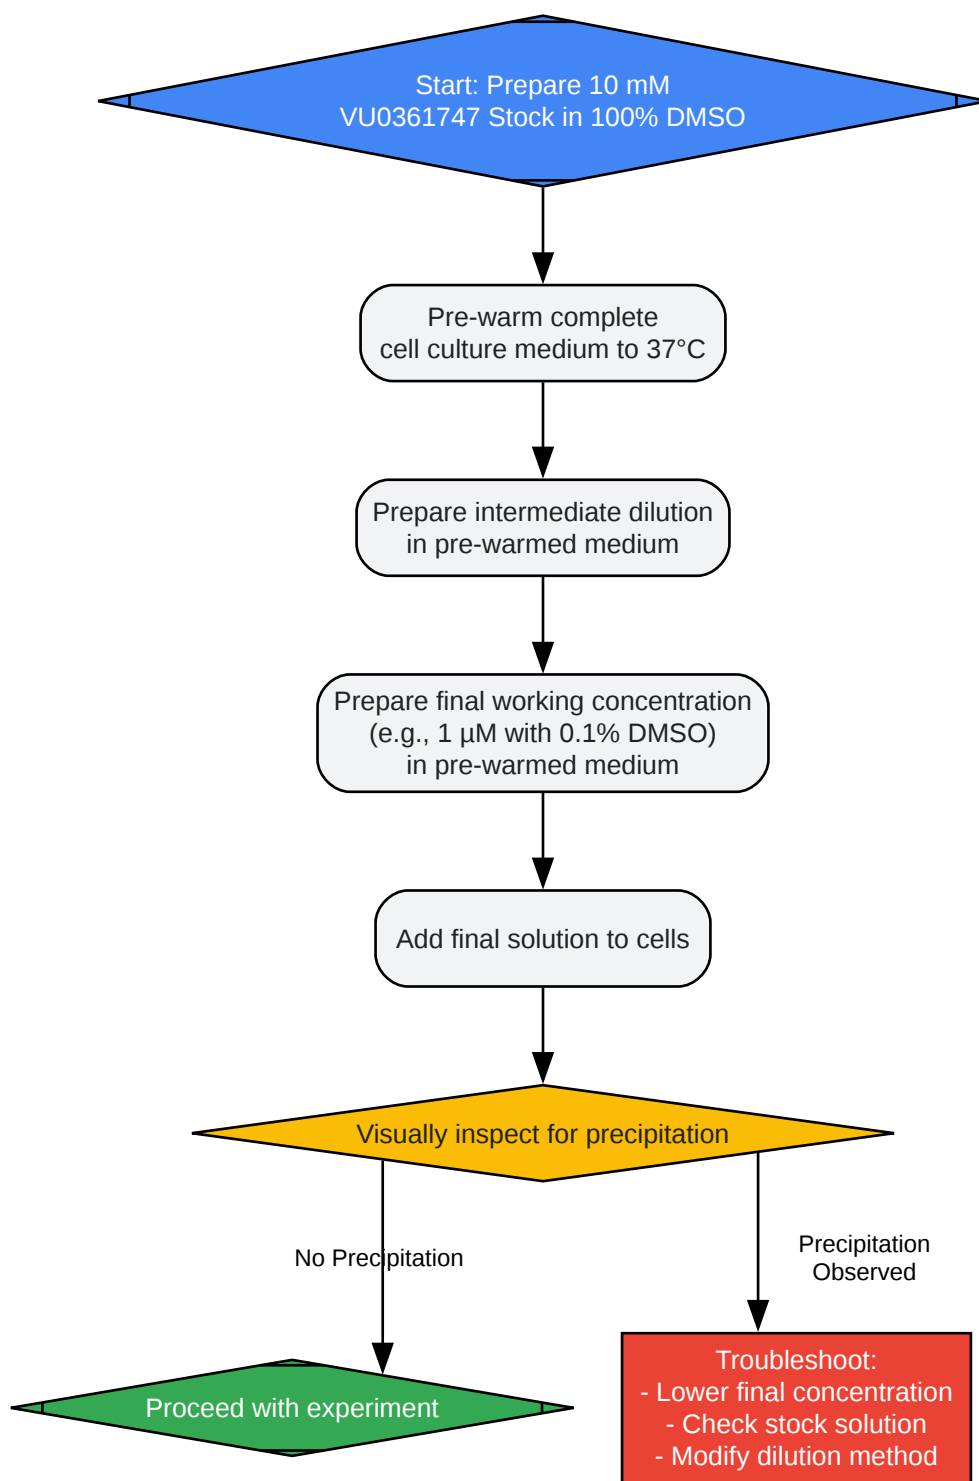 Start: Prepare 10 mM
VU0361747 Stock in 100% DMSO
Pre-warm complete
cell culture medium to 37°C
Prepare intermediate dilution
in pre-warmed medium
Prepare final working concentration
(e.g., 1 µM with 0.1% DMSO)
in pre-warmed medium
Add final solution to cells
Visually inspect for precipitation
No Precipitation
Precipitation
Observed
Proceed with experiment
Troubleshoot:
- Lower final concentration
- Check stock solution
- Modify dilution method